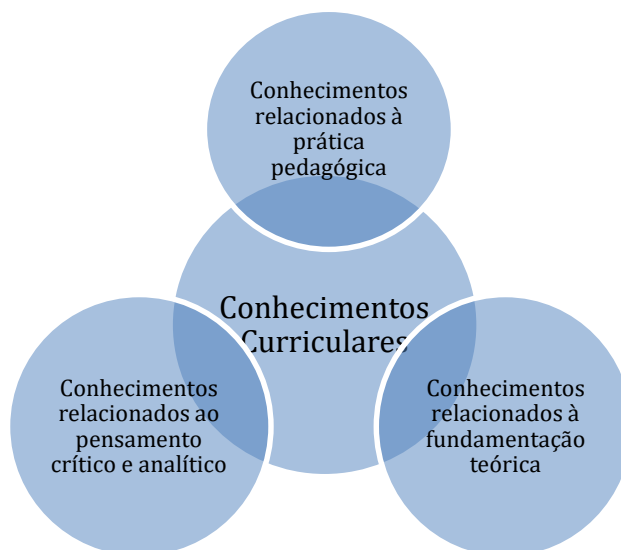 Conhecimentos
relacionados à
prática
pedagógica
Conhecimentos
Curriculares
Conhecimentos
relacionados ao
pensamento
crítico e analítico
Conhecimentos
relacionados à
fundamentação
teórica